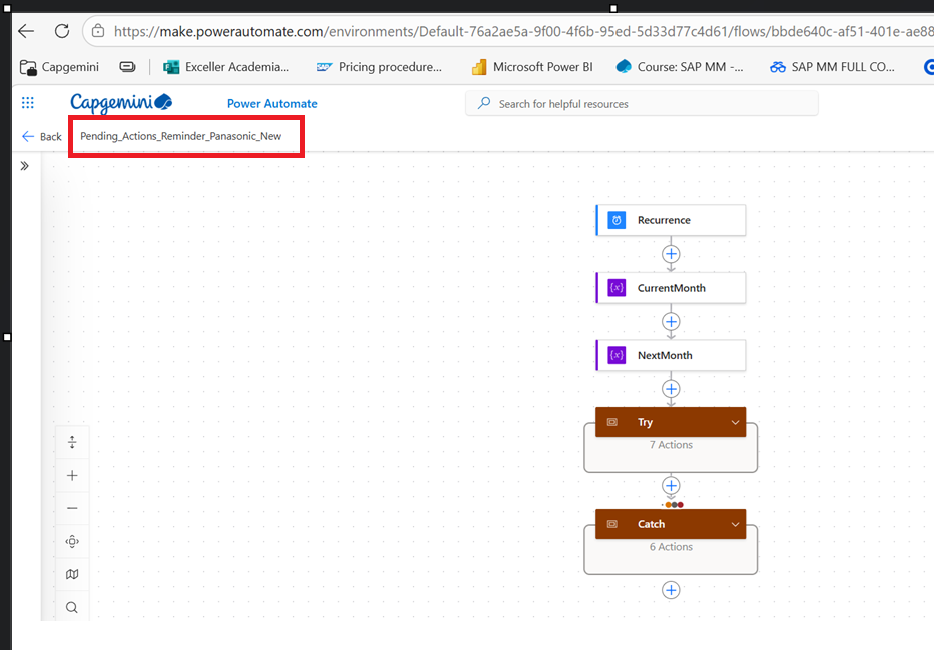 https://make.powerautomate.com/environments/Default-76a2ae5a-9f00-4f6b-95ed-5d33d77c4d61/flows/bbde640c-af51-401e-ae88
Capgemini
Exceller Academia...
Pricing procedure...
Microsoft Power BI
Course: SAP MM -...
SAP MM FULL CO...
Capgemini
Power Automate
Search for helpful resources
Back
Pending_Actions_Reminder_Panasonic_New
Recurrence
{x} CurrentMonth
{x} NextMonth
Try
7 Actions
Catch
6 Actions